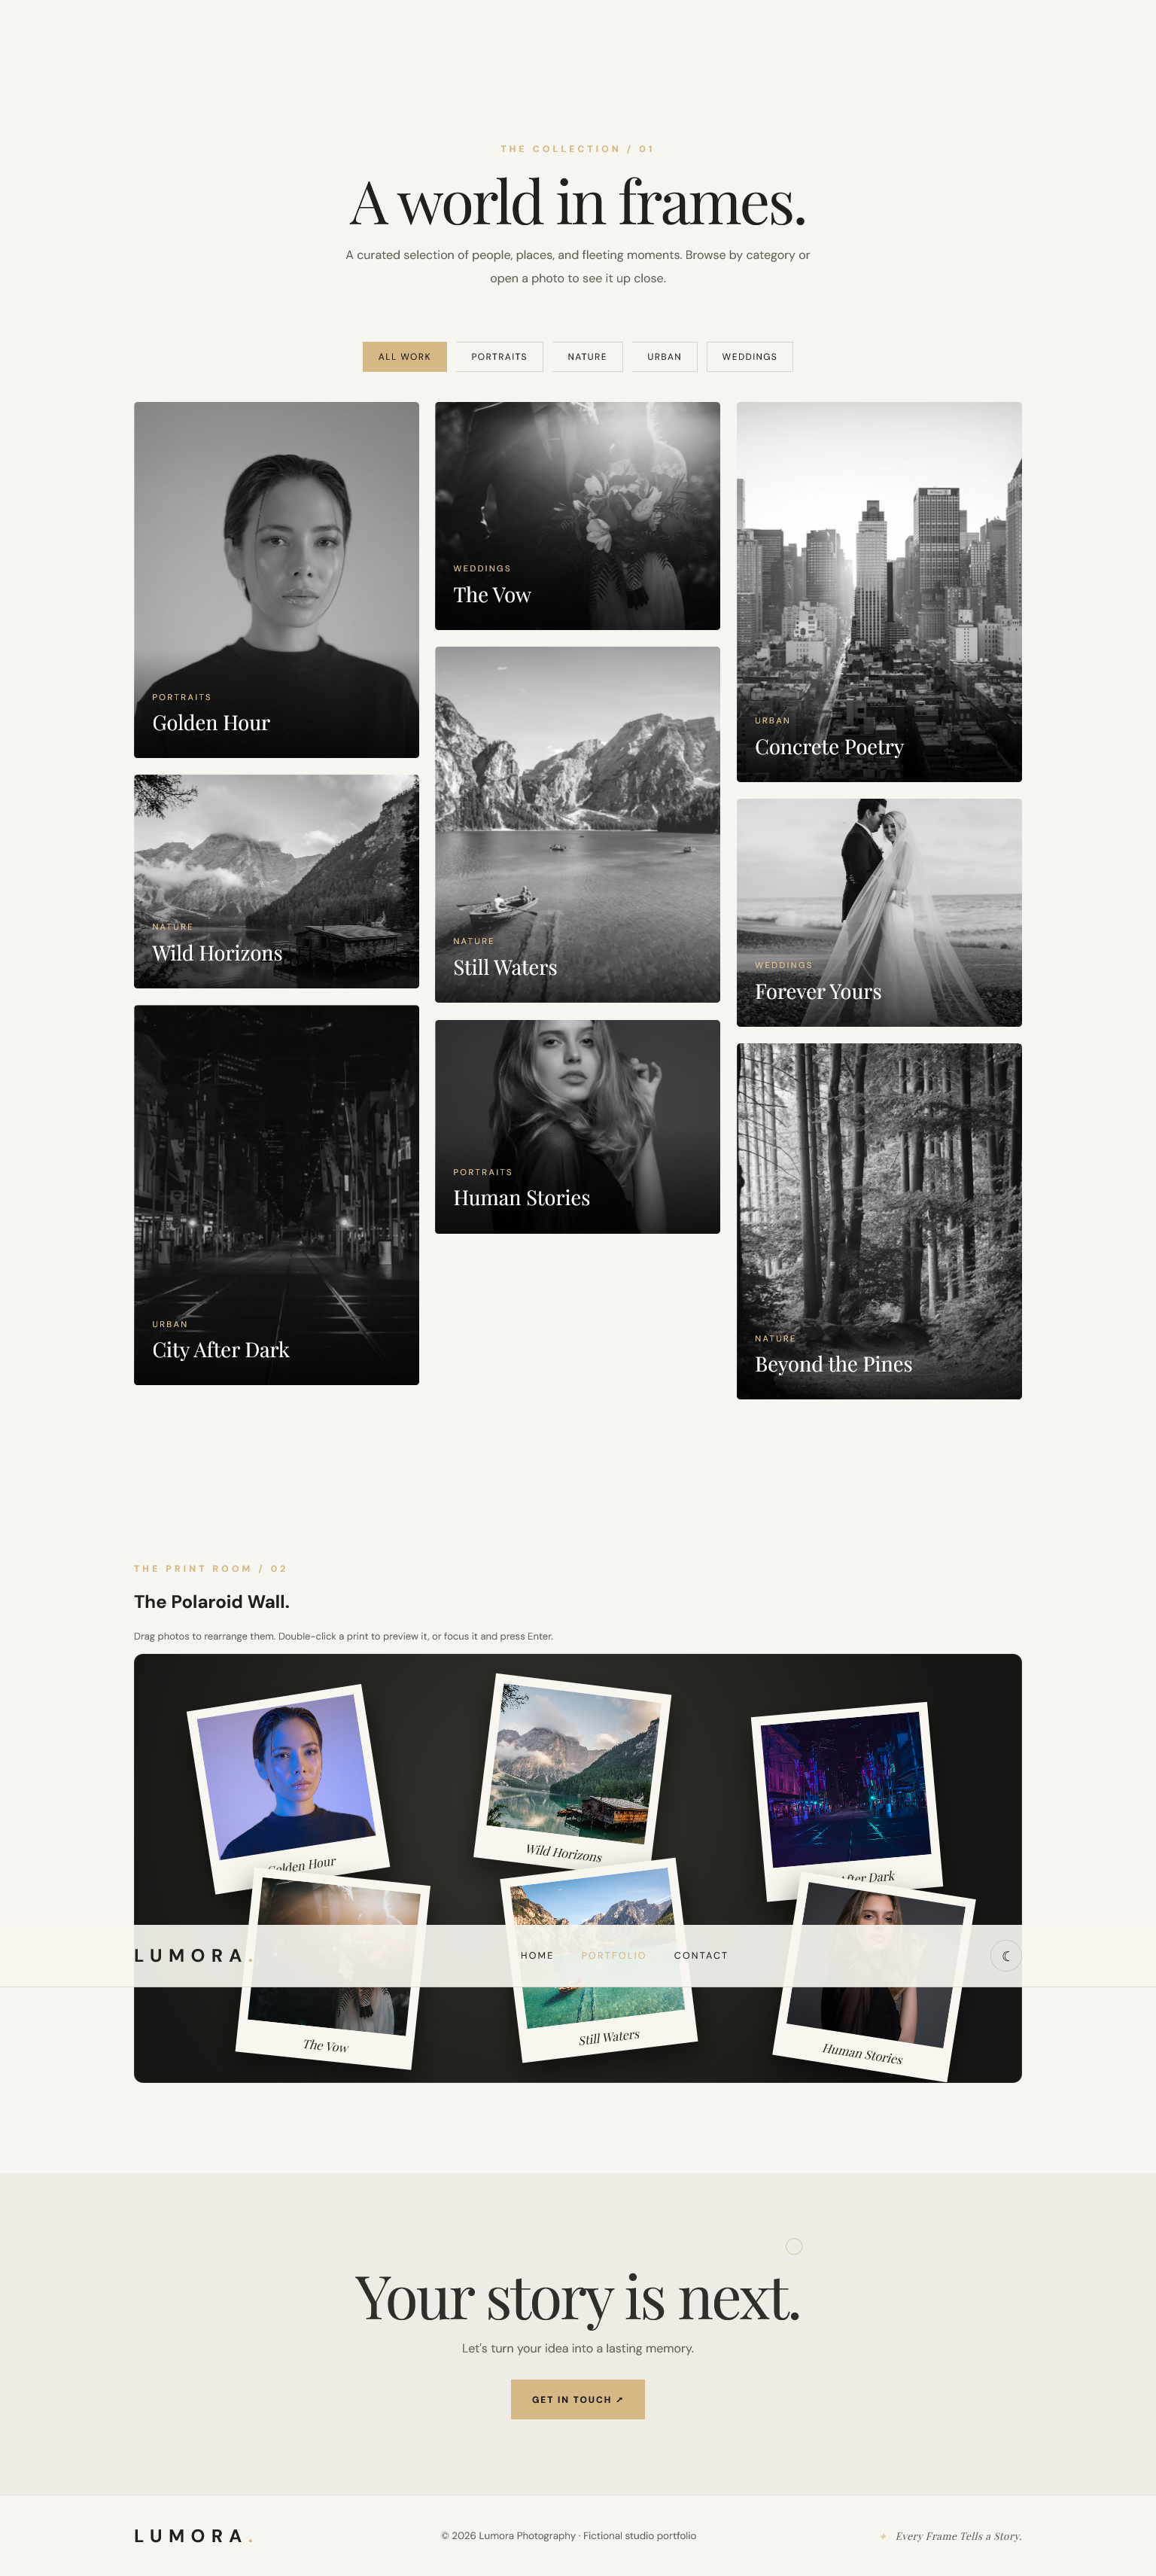 THE COLLECTION / 01
A world in frames.
A curated selection of people, places, and fleeting moments. Browse by category or
open a photo to see it up close.
ALL WORK
PORTRAITS
NATURE
URBAN
WEDDINGS
PORTRAITS
Golden Hour
WEDDINGS
The Vow
URBAN
Concrete Poetry
NATURE
Wild Horizons
NATURE
Still Waters
WEDDINGS
Forever Yours
URBAN
City After Dark
PORTRAITS
Human Stories
NATURE
Beyond the Pines
THE PRINT ROOM / 02
The Polaroid Wall.
Drag photos to rearrange them. Double-click a print to preview it, or focus it and press Enter.
Golden Hour
Wild Horizons
After Dark
LUMORA.
HOME
PORTFOLIO
CONTACT
The Vow
Still Waters
Human Stories
Your story is next.
Let's turn your idea into a lasting memory.
GET IN TOUCH ↗
LUMORA.
© 2026 Lumora Photography · Fictional studio portfolio
✦ Every Frame Tells a Story.